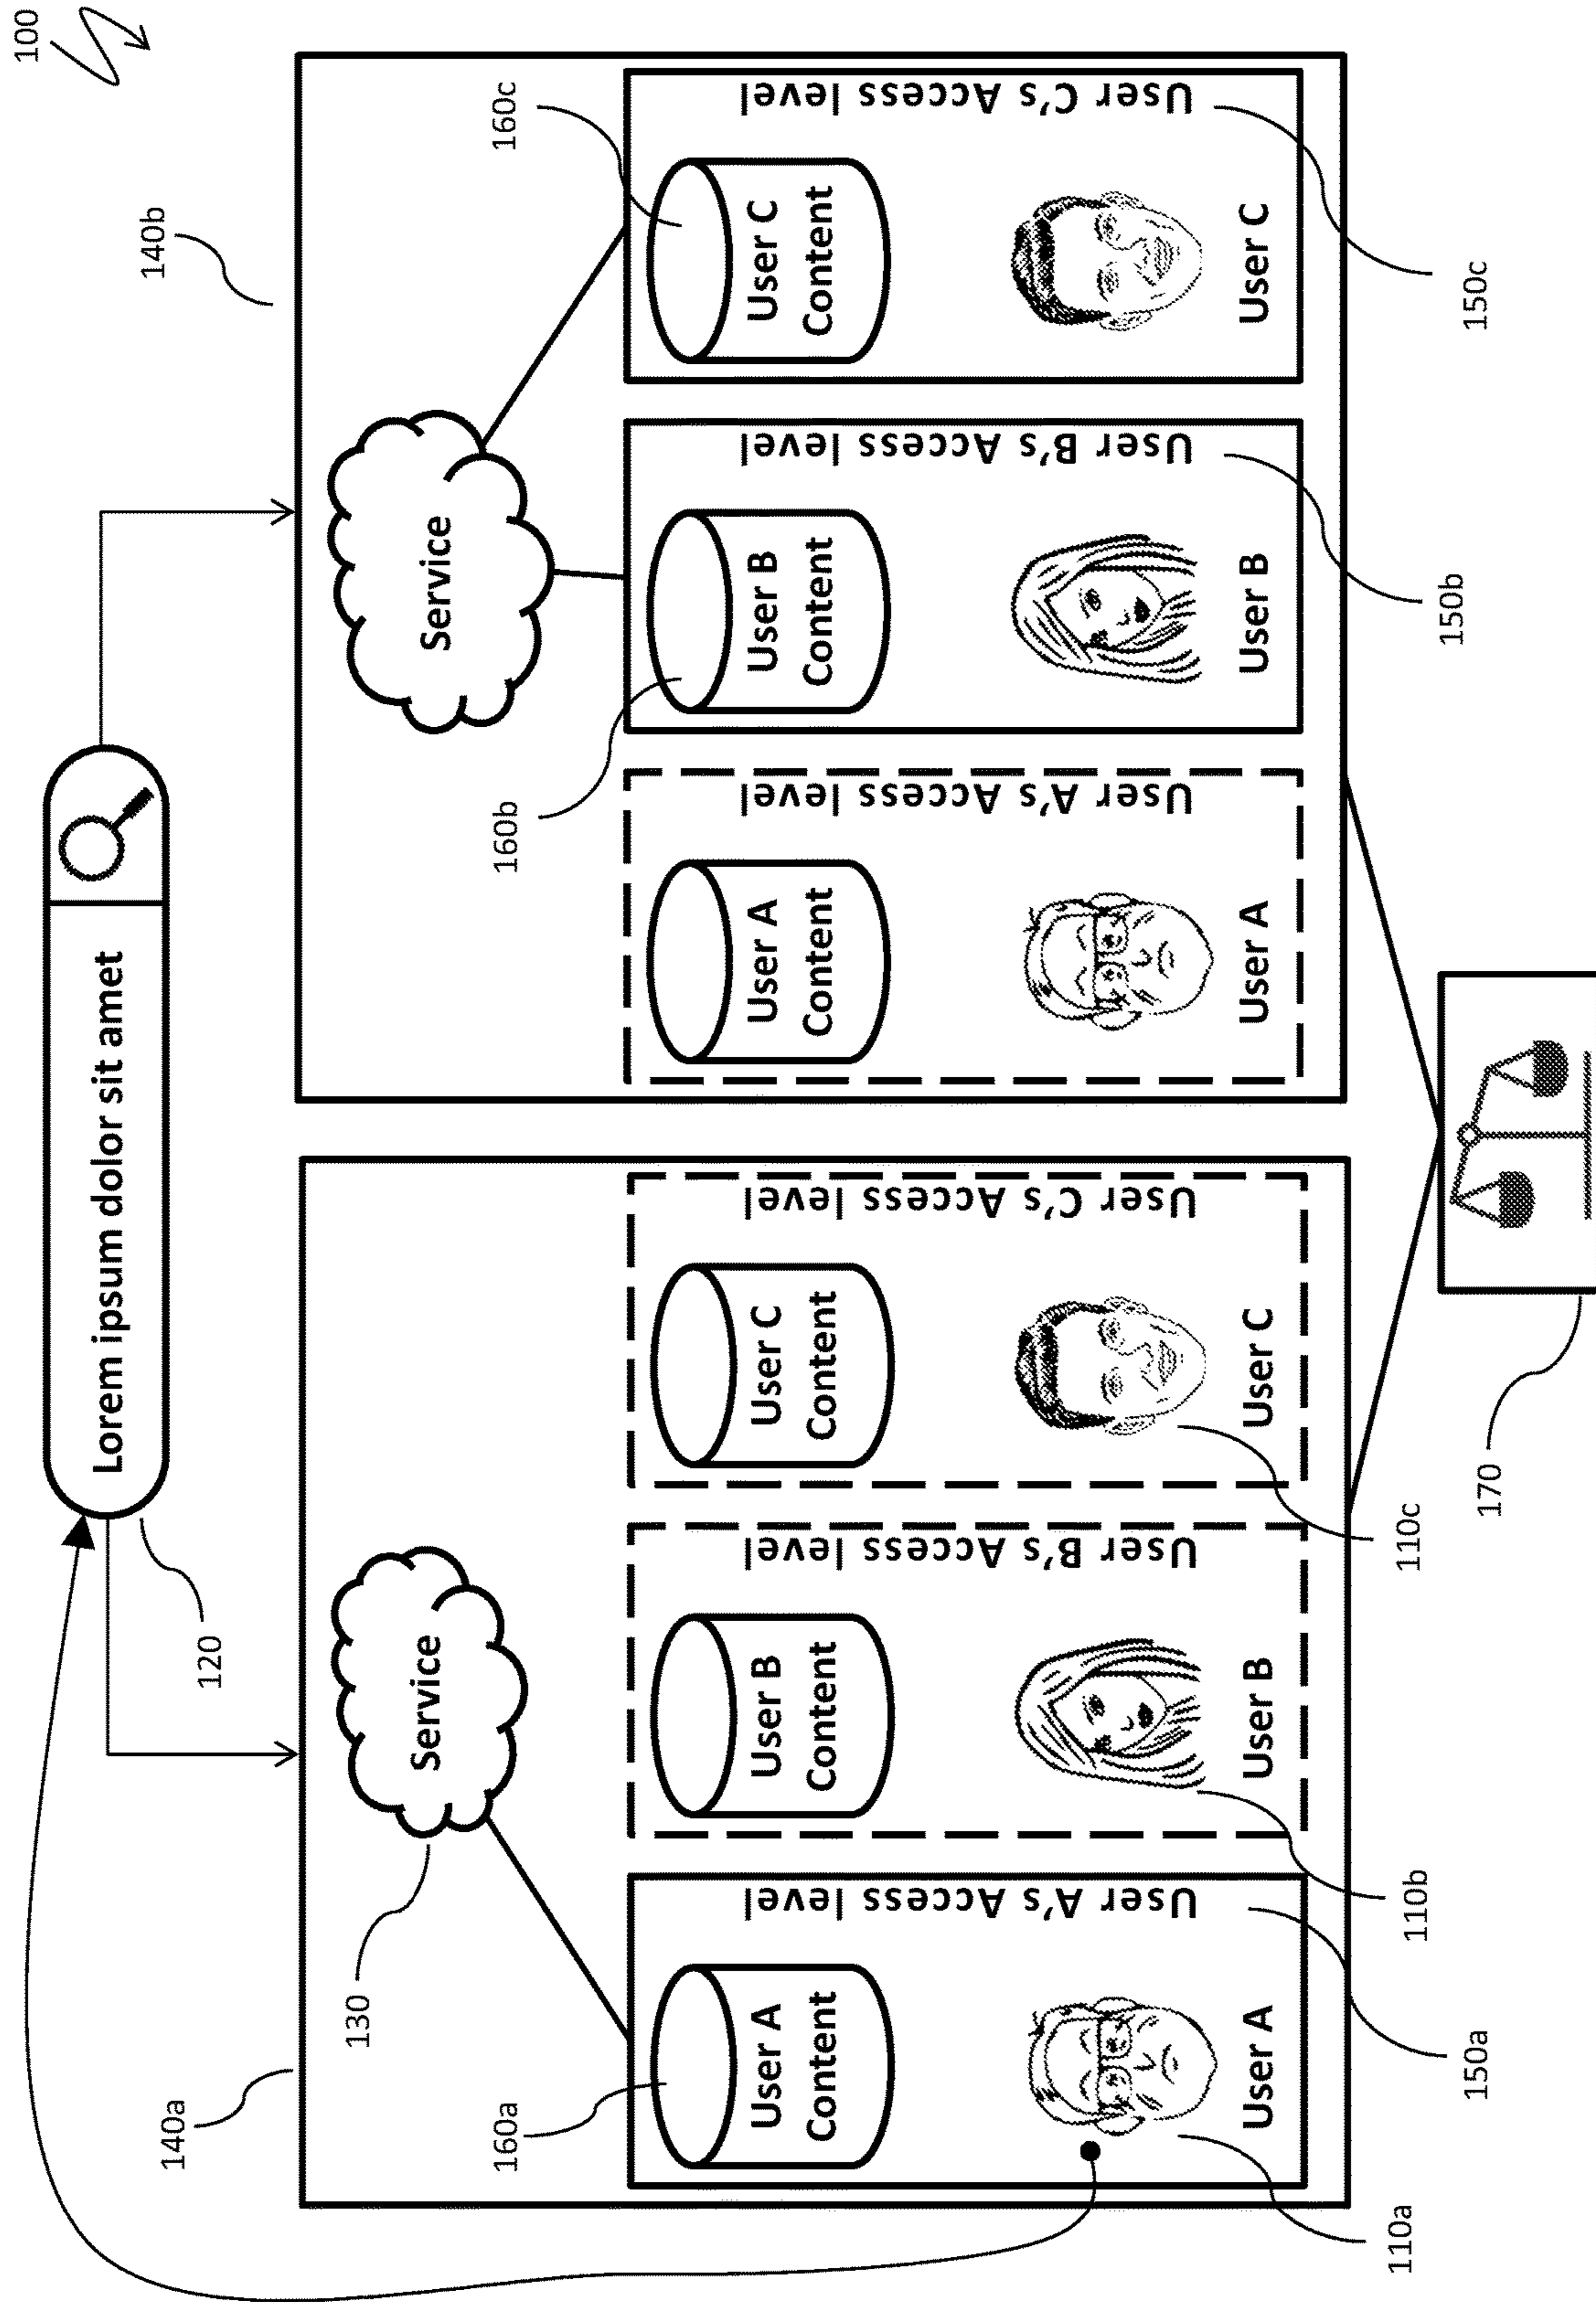 100
Lorem ipsum dolor sit amet
120
140a
140b
Service
130
Service
160a
User A
Content
User A
User A's Access level
User B
Content
User B
User B's Access level
User C
Content
User C
User C's Access level
160b
User A
Content
User A
User A's Access level
User B
Content
User B
User B's Access level
160c
User C
Content
User C
User C's Access level
110a
150a
110b
110c
150b
150c
170